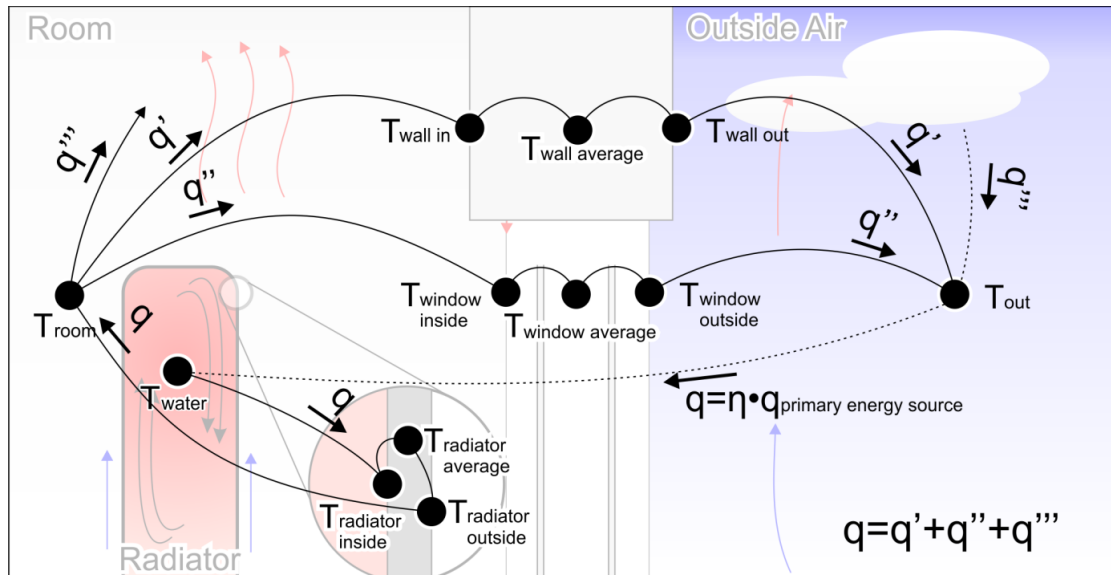 Room
Outside Air
q'''
q'
q''
T wall in
T wall average
T wall out
q'
q'''
q''
T room
q
T window inside
T window average
T window outside
T out
T water
q
q=η•q primary energy source
T radiator average
T radiator inside
T radiator outside
q=q'+q''+q'''
Radiator